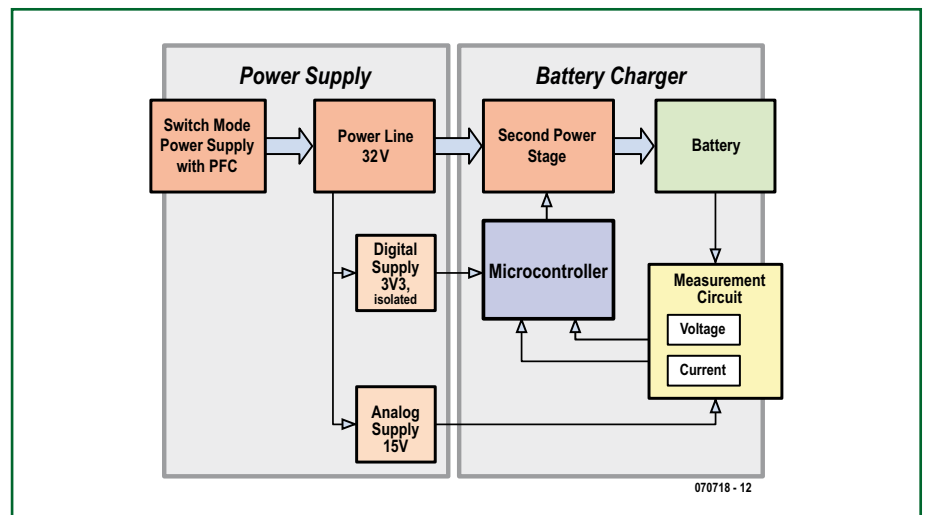 Power Supply
Battery Charger
Switch Mode
Power Supply
with PFC
Power Line
32V
Second Power
Stage
Battery
Digital
Supply
3V3,
isolated
Microcontroller
Measurement
Circuit
Voltage
Current
Analog
Supply
15V
070718 - 12